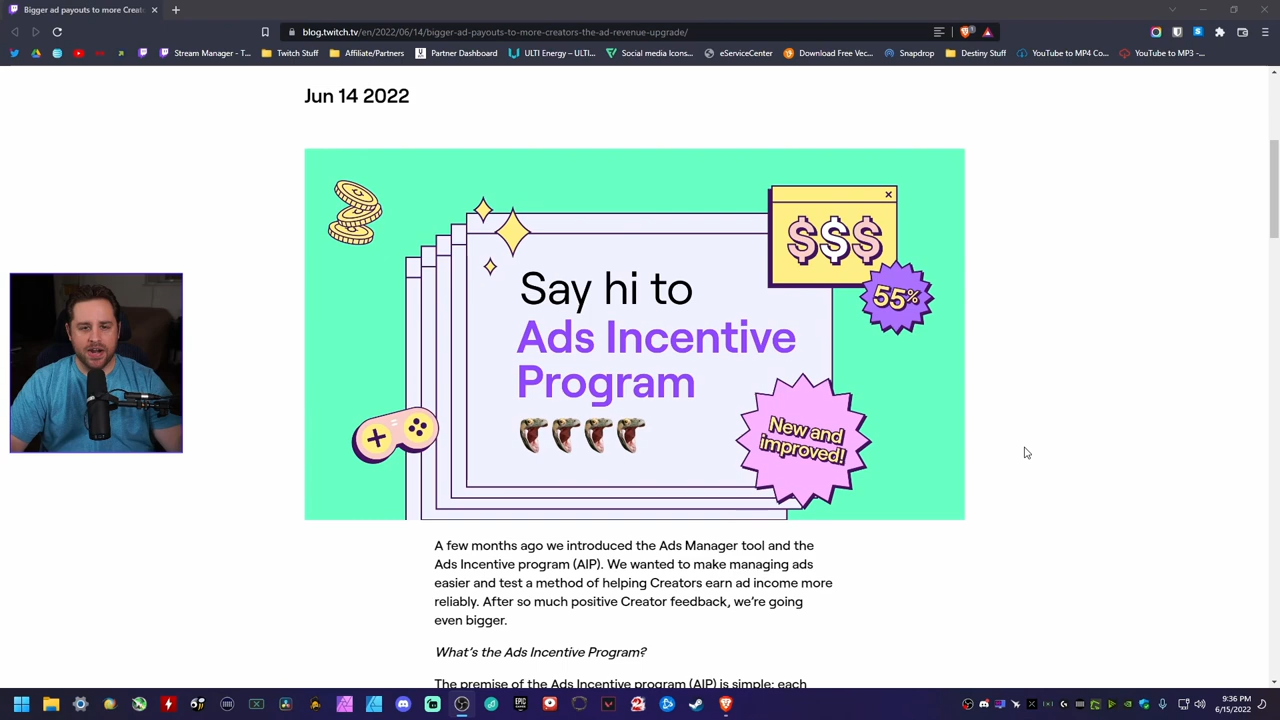 Bigger ad payouts to more Creat
blog.twitch.tv/en/2022/06/14/bigger-ad-payouts-to-more-creators-the-ad-revenue-upgrade/
Stream Manager - T...
Twitch Stuff
Affiliate/Partners
Partner Dashboard
ULTI Energy – ULTI...
Partner Dashboard
Social media Icons...
eServiceCenter
Download Free Vec...
Snapdrop
Destiny Stuff
YouTube to MP4 Co...
YouTube to MP3 -...
Jun 14 2022
$$$
55%
Say hi to
Ads Incentive
Program
New and
improved!
A few months ago we introduced the Ads Manager tool and the
Ads Incentive program (AIP). We wanted to make managing ads
easier and test a method of helping Creators earn ad income more
reliably. After so much positive Creator feedback, we're going
even bigger.
What's the Ads Incentive Program?
The premise of the Ads Incentive program (AIP) is simple: each
9:36 PM
6/15/2022